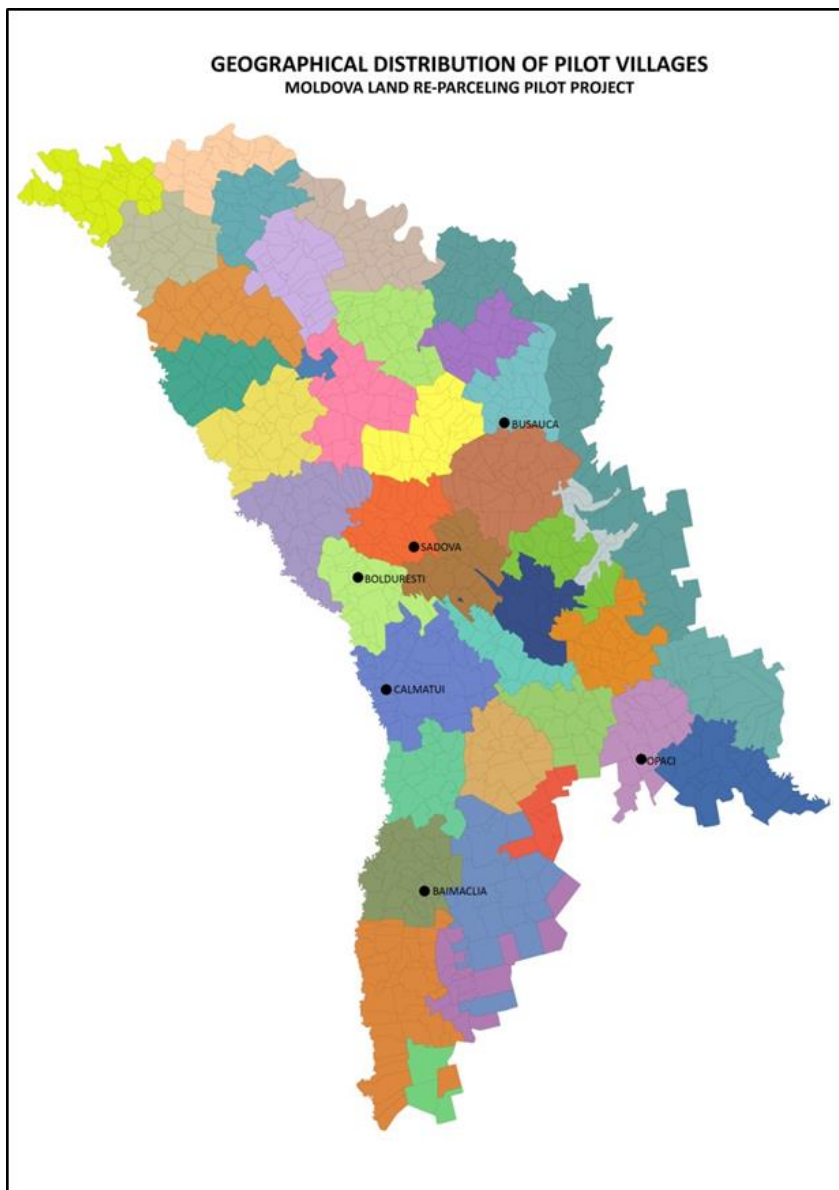 GEOGRAPHICAL DISTRIBUTION OF PILOT VILLAGES
MOLDOVA LAND RE-PARCELING PILOT PROJECT
BUSAUCA
SADOVA
BOLDURESTI
CALMATUI
OPACI
BAIMACLIA